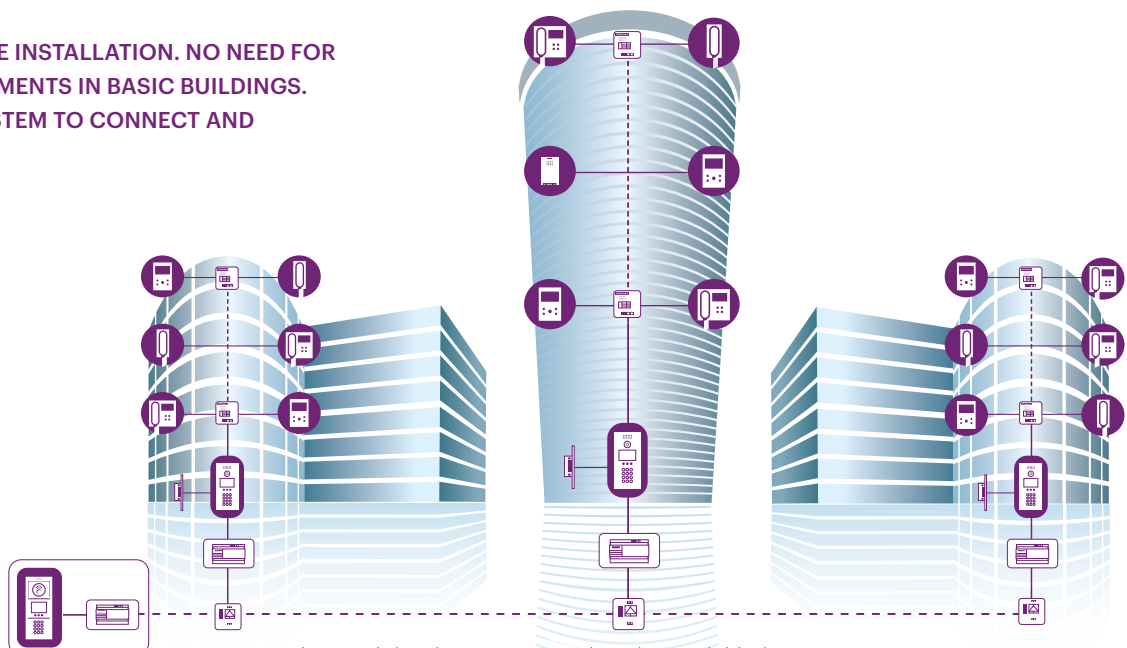 E INSTALLATION. NO NEED FOR
MENTS IN BASIC BUILDINGS.
STEM TO CONNECT AND